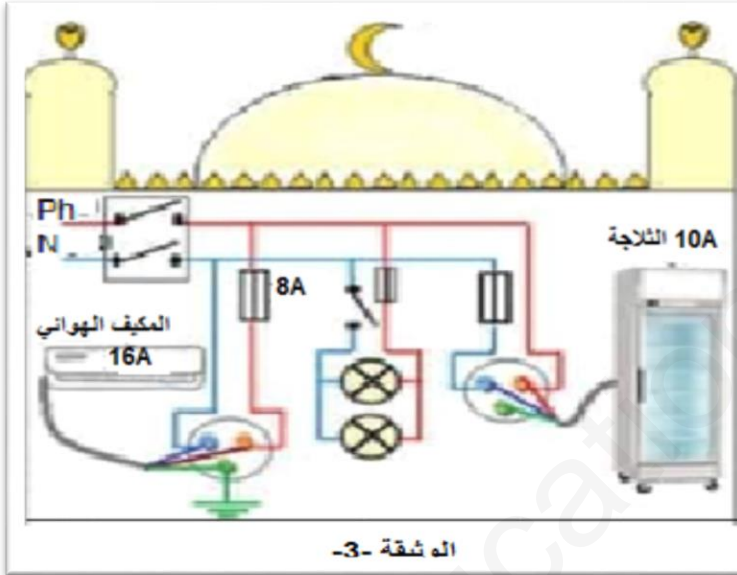 Ph
N
10A الثلاجة
8A
المكيف الهوائي
16A
الوثيقة -3-